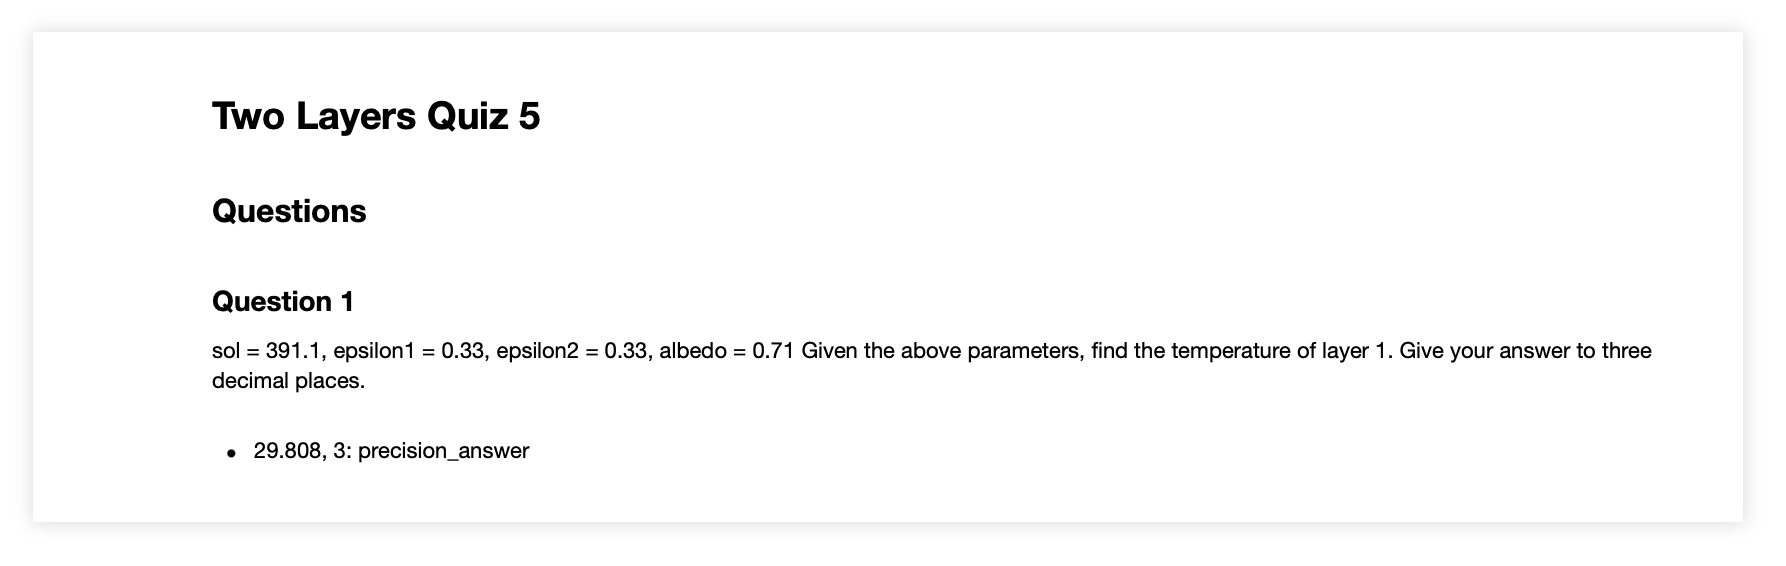 Two Layers Quiz 5
Questions
Question 1
sol = 391.1, epsilon1 = 0.33, epsilon2 = 0.33, albedo = 0.71 Given the above parameters, find the temperature of layer 1. Give your answer to three
decimal places.
• 29.808, 3: precision_answer